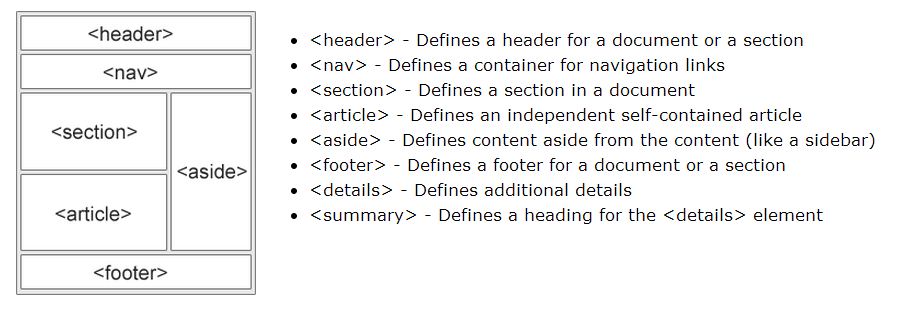 <header>
<nav>
<section>
<aside>
<article>
<footer>
<header> - Defines a header for a document or a section
<nav> - Defines a container for navigation links
<section> - Defines a section in a document
<article> - Defines an independent self-contained article
<aside> - Defines content aside from the content (like a sidebar)
<footer> - Defines a footer for a document or a section
<details> - Defines additional details
<summary> - Defines a heading for the <details> element